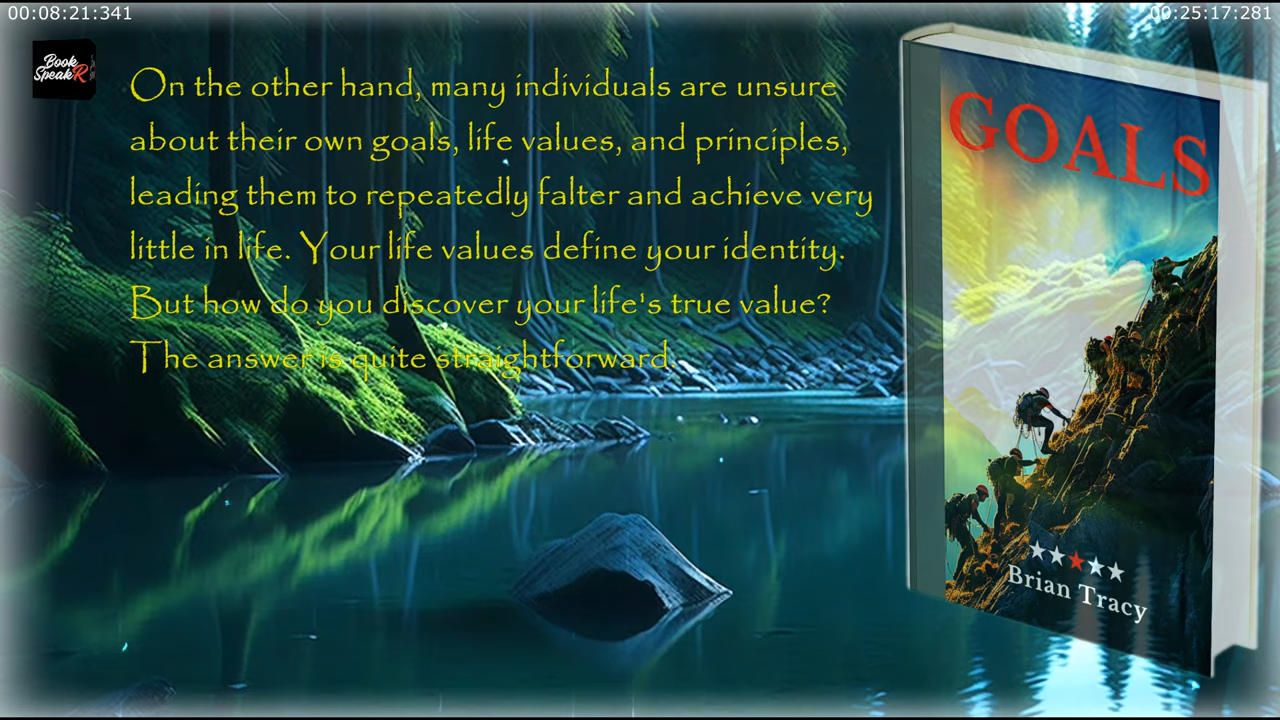 00:08:21:341
00:25:17:281
Book
SpeakR
On the other hand, many individuals are unsure
about their own goals, life values, and principles,
leading them to repeatedly falter and achieve very
little in life. Your life values define your identity.
But how do you discover your life's true value?
The answer is quite straightforward.
GOALS
Brian Tracy